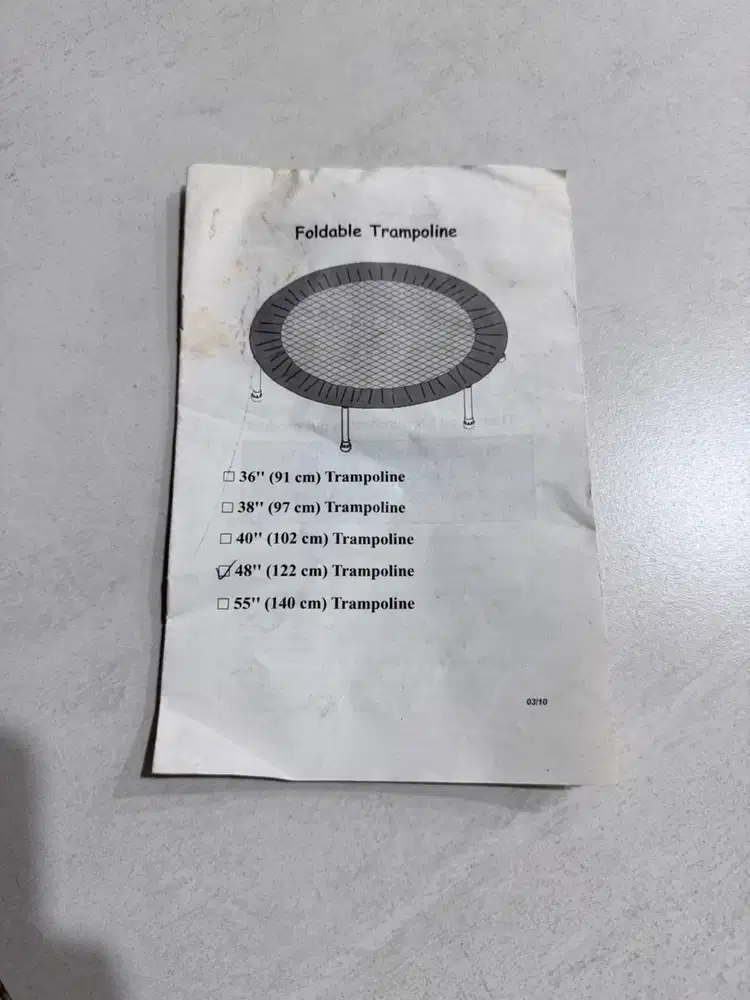 Foldable Trampoline
□ 36'' (91 cm) Trampoline
□ 38'' (97 cm) Trampoline
□ 40'' (102 cm) Trampoline
☑ 48'' (122 cm) Trampoline
□ 55'' (140 cm) Trampoline
03/10